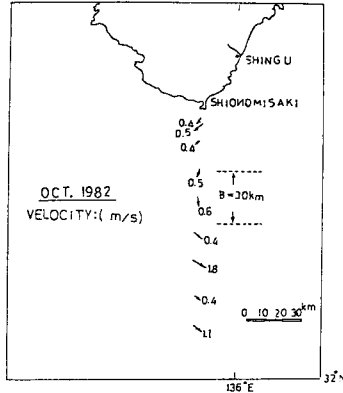 SHINGU
SHIONOMISAKI
0.4
0.5
0.4
0.5
B=30km
0.6
OCT. 1982
VELOCITY:( m/s)
0.4
1.8
0.4
0 10 20 30 km
1.1
32°N
136°E